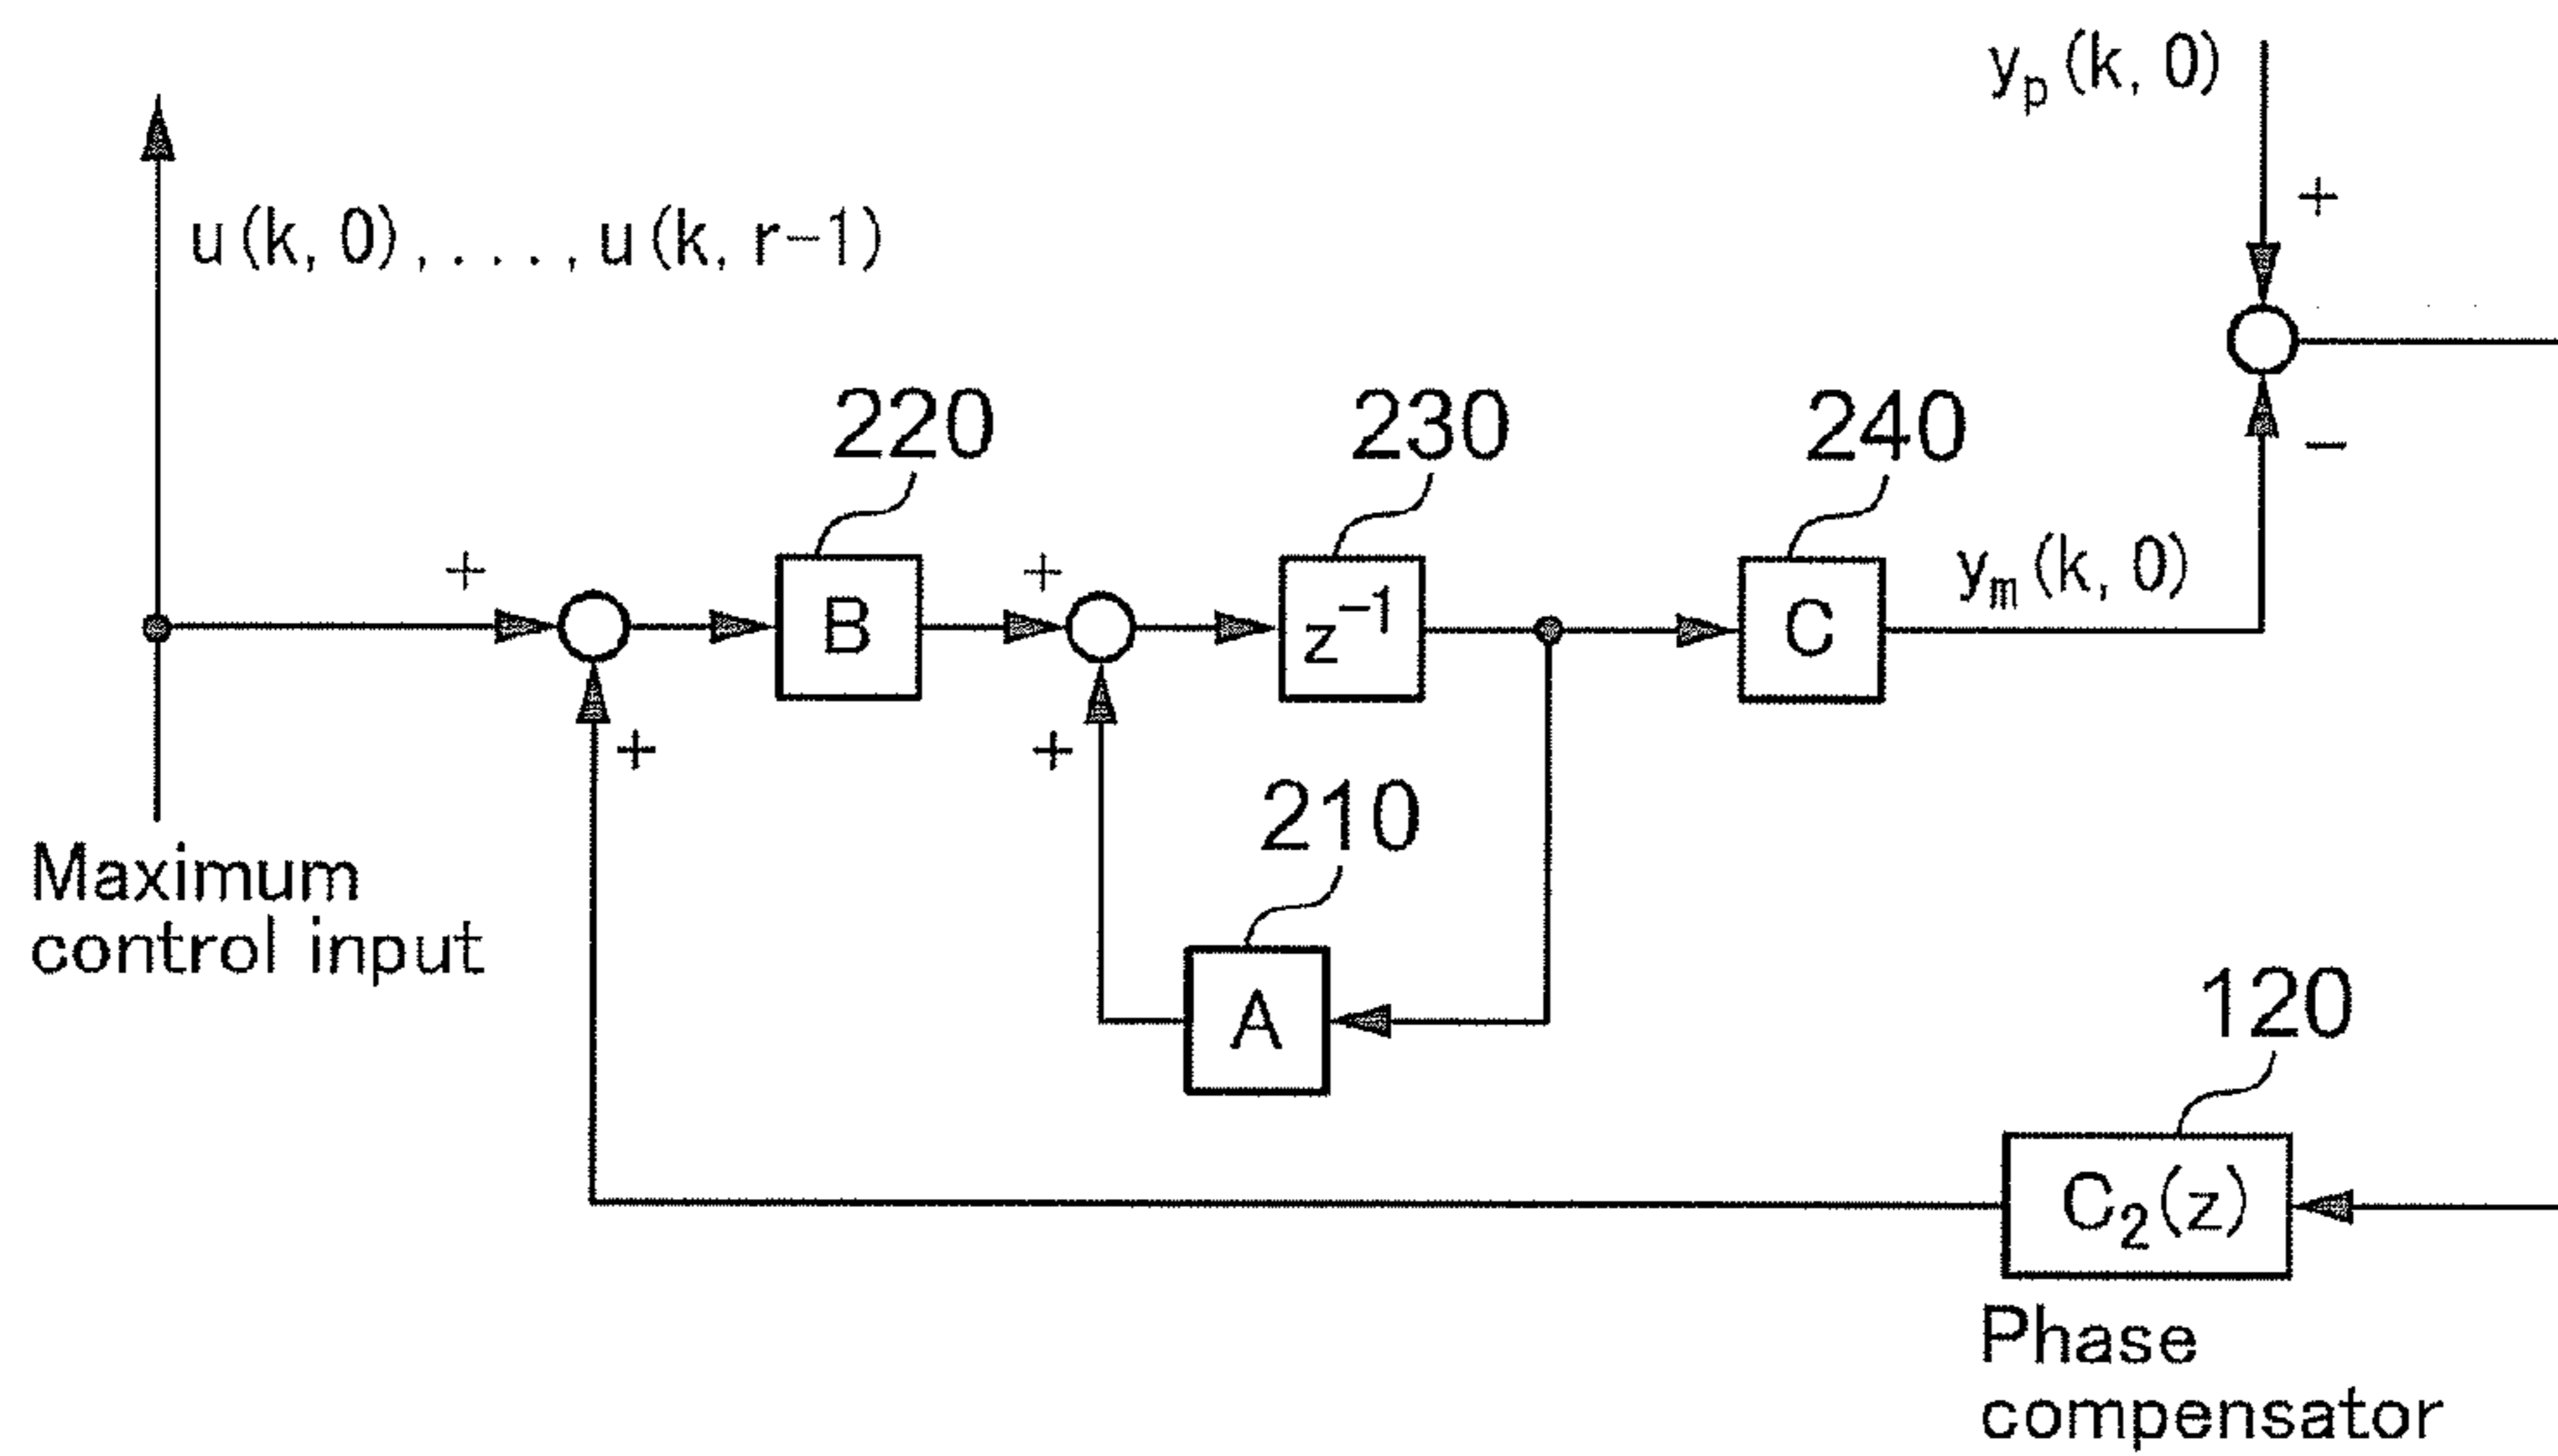 yp(k, 0)
+
u(k, 0), ..., u(k, r-1)
220
230
240
−
+
+
B
z⁻¹
C
ym(k, 0)
+
+
210
Maximum
control input
A
120
C₂(z)
Phase
compensator